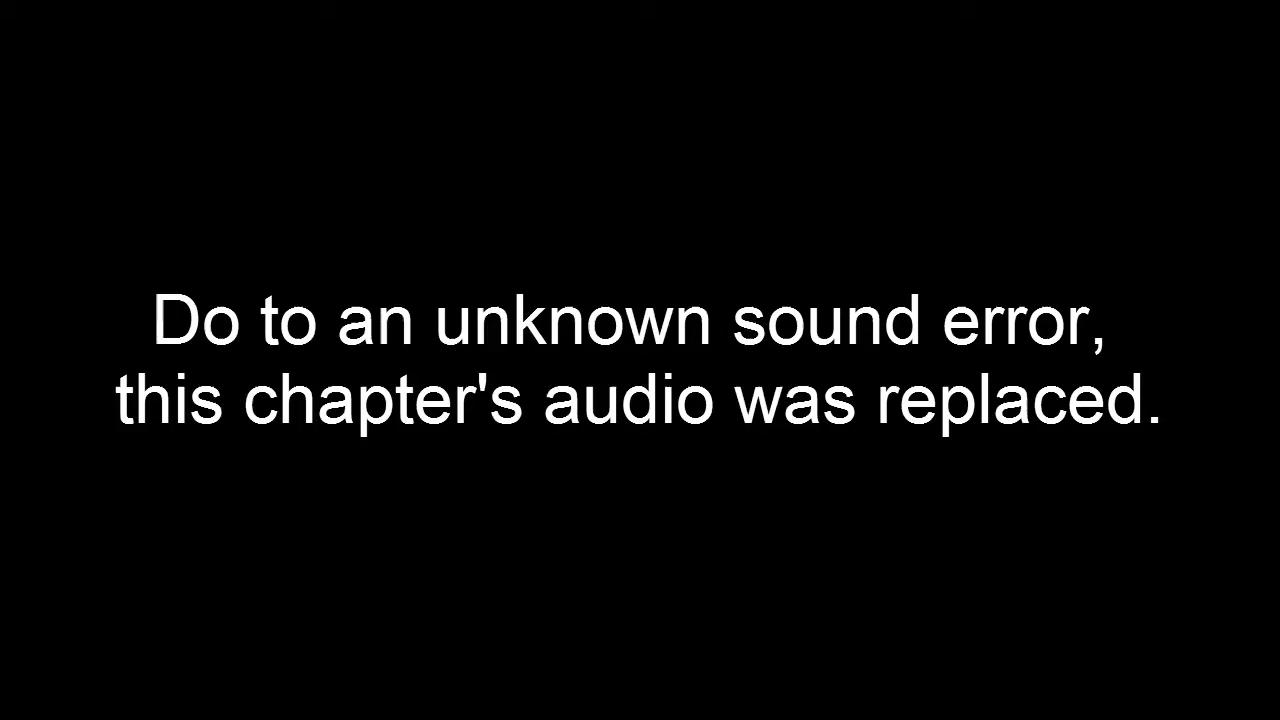 Do to an unknown sound error,
this chapter's audio was replaced.